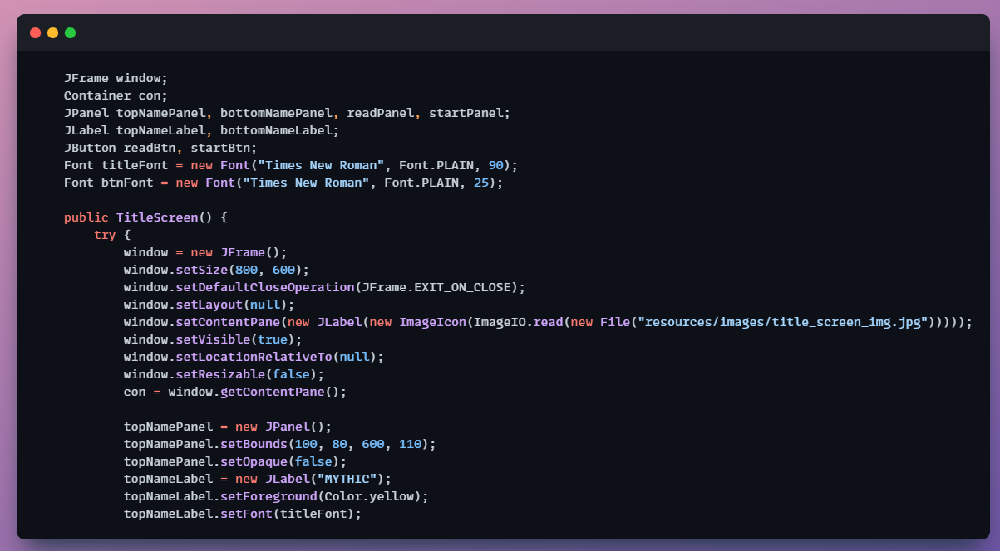 JFrame window;
Container con;
JPanel topNamePanel, bottomNamePanel, readPanel, startPanel;
JLabel topNameLabel, bottomNameLabel;
JButton readBtn, startBtn;
Font titleFont = new Font("Times New Roman", Font.PLAIN, 90);
Font btnFont = new Font("Times New Roman", Font.PLAIN, 25);

public TitleScreen() {
    try {
        window = new JFrame();
        window.setSize(800, 600);
        window.setDefaultCloseOperation(JFrame.EXIT_ON_CLOSE);
        window.setLayout(null);
        window.setContentPane(new JLabel(new ImageIcon(ImageIO.read(new File("resources/images/title_screen_img.jpg")))));
        window.setVisible(true);
        window.setLocationRelativeTo(null);
        window.setResizable(false);
        con = window.getContentPane();

        topNamePanel = new JPanel();
        topNamePanel.setBounds(100, 80, 600, 110);
        topNamePanel.setOpaque(false);
        topNameLabel = new JLabel("MYTHIC");
        topNameLabel.setForeground(Color.yellow);
        topNameLabel.setFont(titleFont);